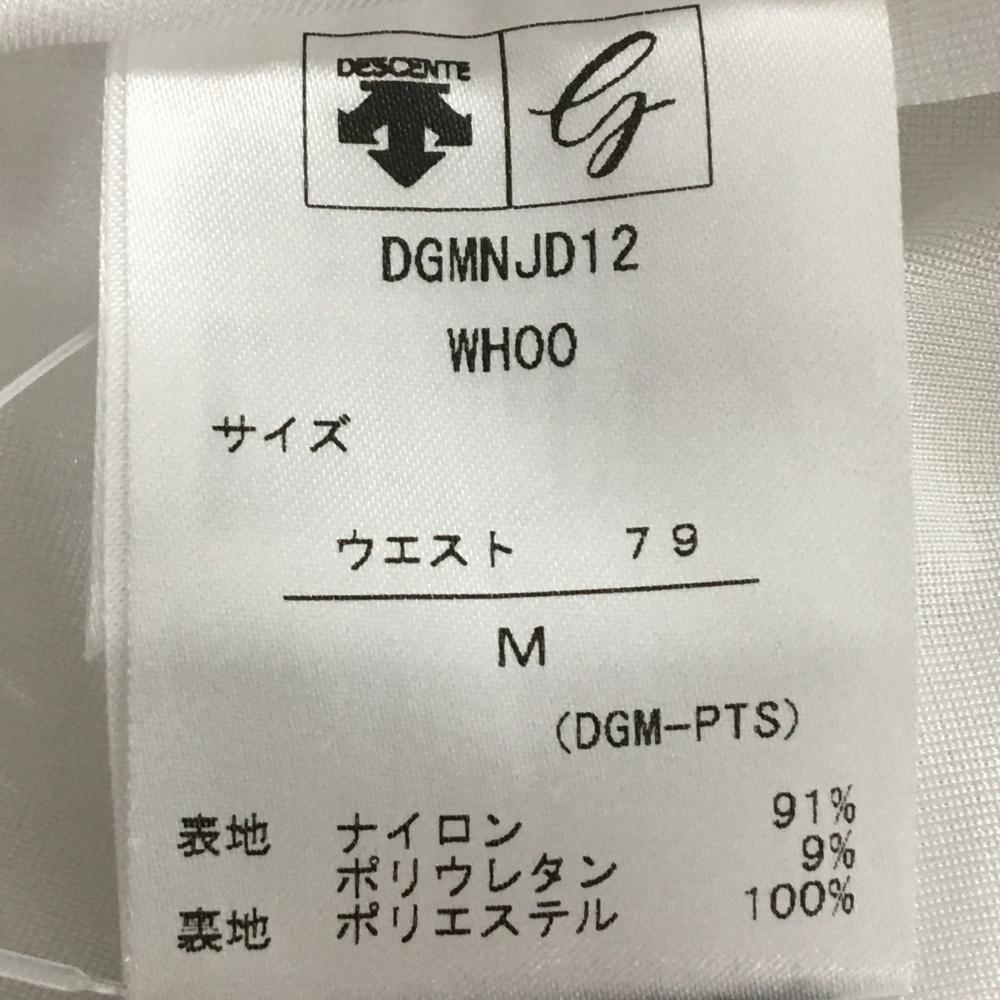 DESCENTE G
DGMNJD12
WH00
サイズ
ウエスト 79
M
(DGM-PTS)
表地 ナイロン 91%
ポリウレタン 9%
裏地 ポリエステル 100%